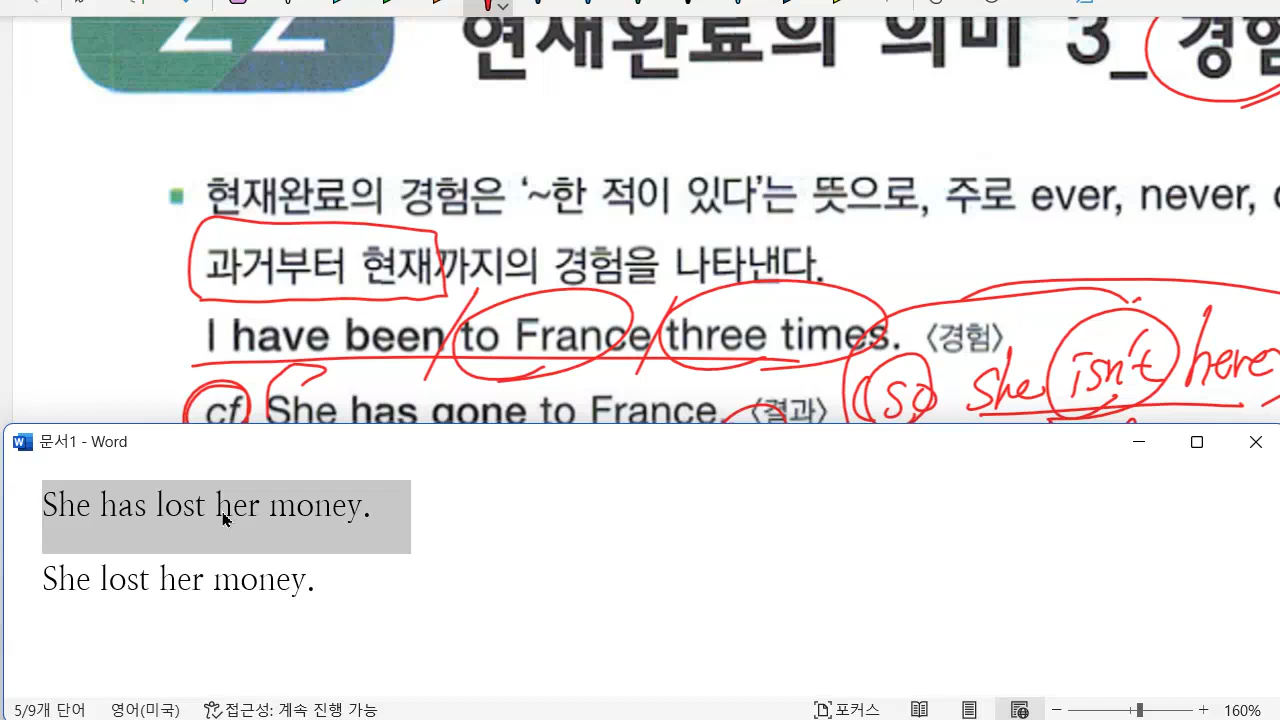 22 현재완료의 의미 3_ 경험
현재완료의 경험은 '~한 적이 있다'는 뜻으로, 주로 ever, never,
과거부터 현재까지의 경험을 나타낸다.
I have been to France three times. 〈경험〉
so she isn't here
cf. She has gone to France. 〈결과〉
문서1 - Word
She has lost her money.
She lost her money.
5/9개 단어 영어(미국) 접근성: 계속 진행 가능 포커스 160%